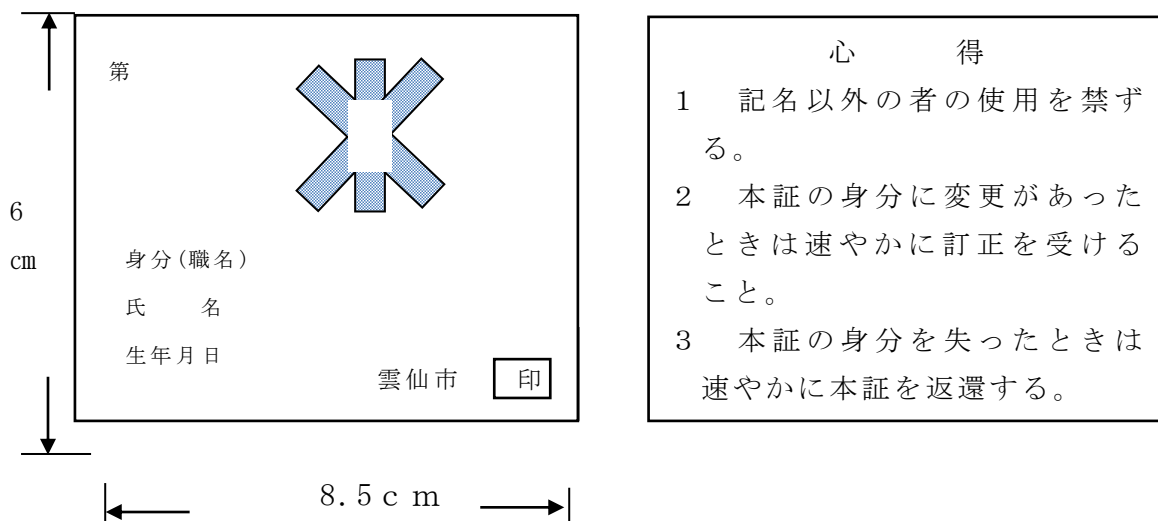 第
6
cm
身分(職名)
氏　　名
生年月日
雲仙市　印
8.5ｃｍ
心　　　得
１　記名以外の者の使用を禁ず
る。
２　本証の身分に変更があった
ときは速やかに訂正を受ける
こと。
３　本証の身分を失ったときは
速やかに本証を返還する。